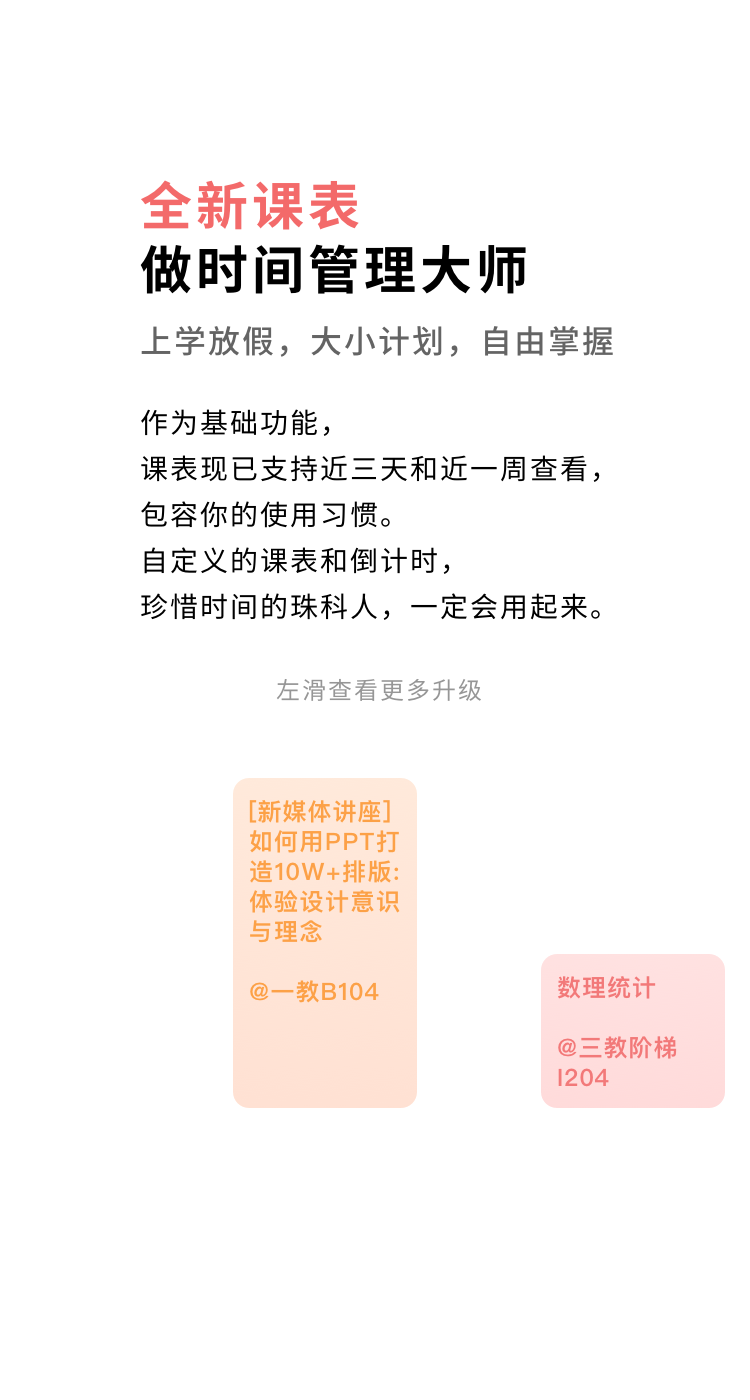 全新课表
做时间管理大师
上学放假，大小计划，自由掌握
作为基础功能，
课表现已支持近三天和近一周查看，
包容你的使用习惯。
自定义的课表和倒计时，
珍惜时间的珠科人，一定会用起来。
左滑查看更多升级
[新媒体讲座]
如何用PPT打
造10W+排版:
体验设计意识
与理念
@一教B104
数理统计
@三教阶梯
I204